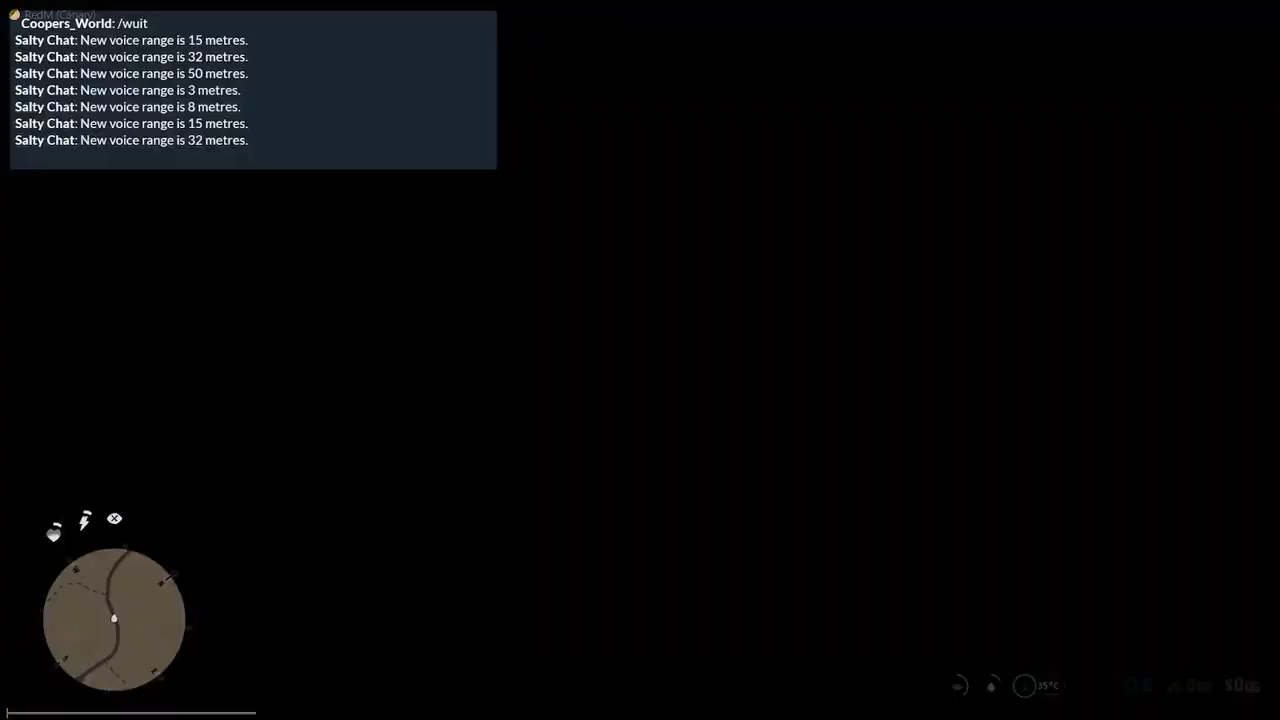 RedM (Canary)
Coopers_World: /wuit
Salty Chat: New voice range is 15 metres.
Salty Chat: New voice range is 32 metres.
Salty Chat: New voice range is 50 metres.
Salty Chat: New voice range is 3 metres.
Salty Chat: New voice range is 8 metres.
Salty Chat: New voice range is 15 metres.
Salty Chat: New voice range is 32 metres.
35°C